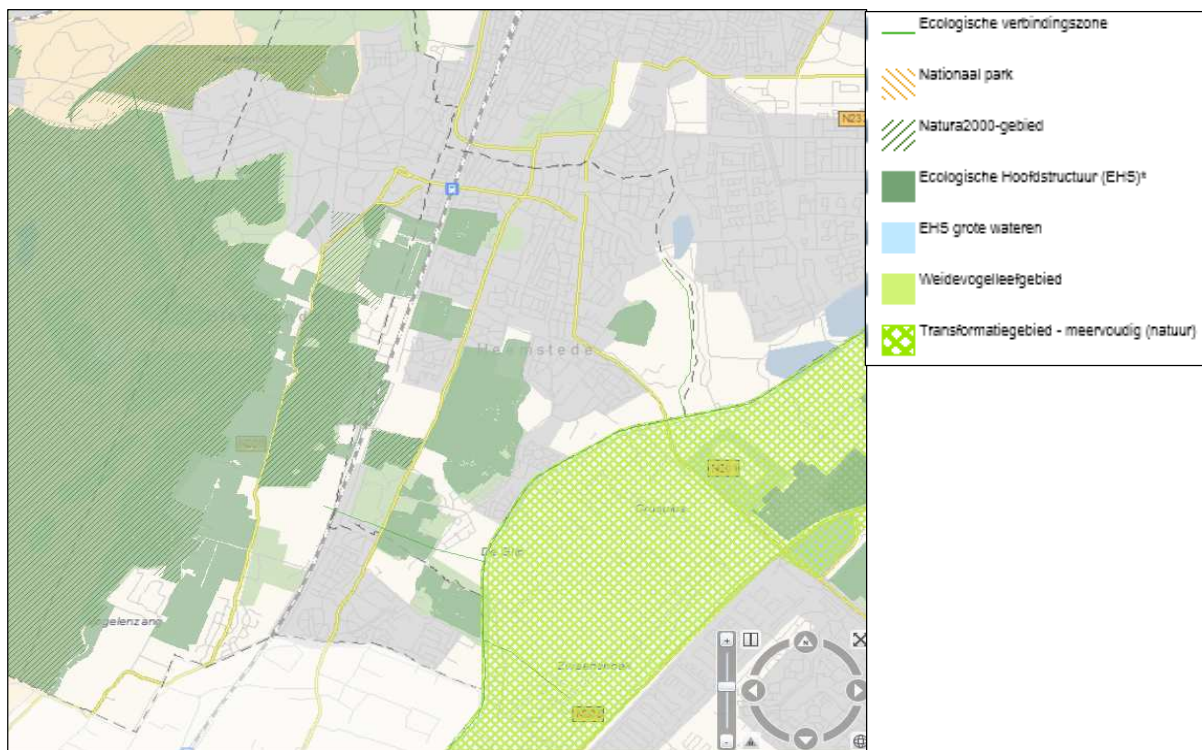 Ecologische verbindingszone
Nationaal park
Natura2000-gebied
Ecologische Hoofdstructuur (EHS)*
EHS grote wateren
Weidevogelleefgebied
Transformatiegebied - meervoudig (natuur)
Heemstede
De Glip
Cruquius
Zwaanshoek